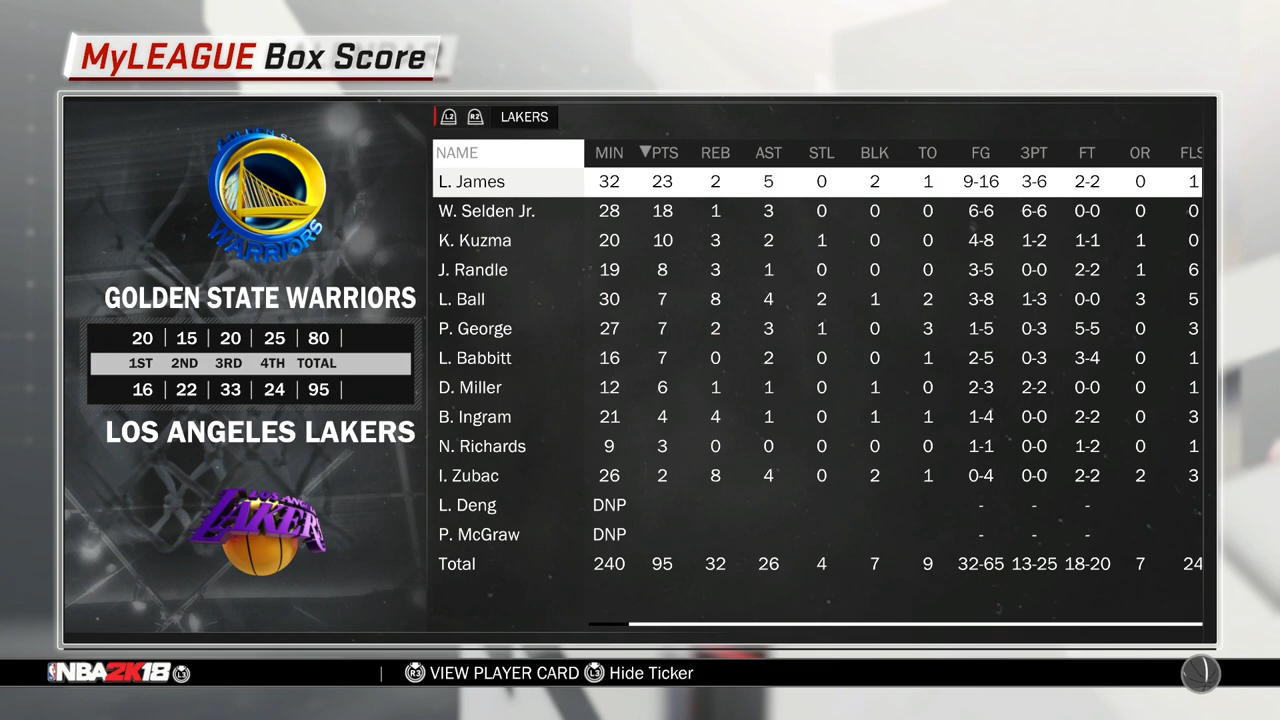 MyLEAGUE Box Score
L2 R2 LAKERS
NAME MIN PTS REB AST STL BLK TO FG 3PT FT OR FLS
L. James 32 23 2 5 0 2 1 9-16 3-6 2-2 0 1
W. Selden Jr. 28 18 1 3 0 0 0 6-6 6-6 0-0 0 0
K. Kuzma 20 10 3 2 1 0 0 4-8 1-2 1-1 1 0
J. Randle 19 8 3 1 0 0 0 3-5 0-0 2-2 1 6
L. Ball 30 7 8 4 2 1 2 3-8 1-3 0-0 3 5
P. George 27 7 2 3 1 0 3 1-5 0-3 5-5 0 3
L. Babbitt 16 7 0 2 0 0 1 2-5 0-3 3-4 0 1
D. Miller 12 6 1 1 0 1 0 2-3 2-2 0-0 0 1
B. Ingram 21 4 4 1 0 1 1 1-4 0-0 2-2 0 3
N. Richards 9 3 0 0 0 0 0 1-1 0-0 1-2 0 1
I. Zubac 26 2 8 4 0 2 1 0-4 0-0 2-2 2 3
L. Deng DNP - - -
P. McGraw DNP - - -
Total 240 95 32 26 4 7 9 32-65 13-25 18-20 7 24
GOLDEN STATE
WARRIORS
GOLDEN STATE WARRIORS
20 | 15 | 20 | 25 | 80 |
1ST 2ND 3RD 4TH TOTAL
16 | 22 | 33 | 24 | 95 |
LOS ANGELES LAKERS
LOS ANGELES
LAKERS
NBA2K18 L3 | R3 VIEW PLAYER CARD L3 Hide Ticker